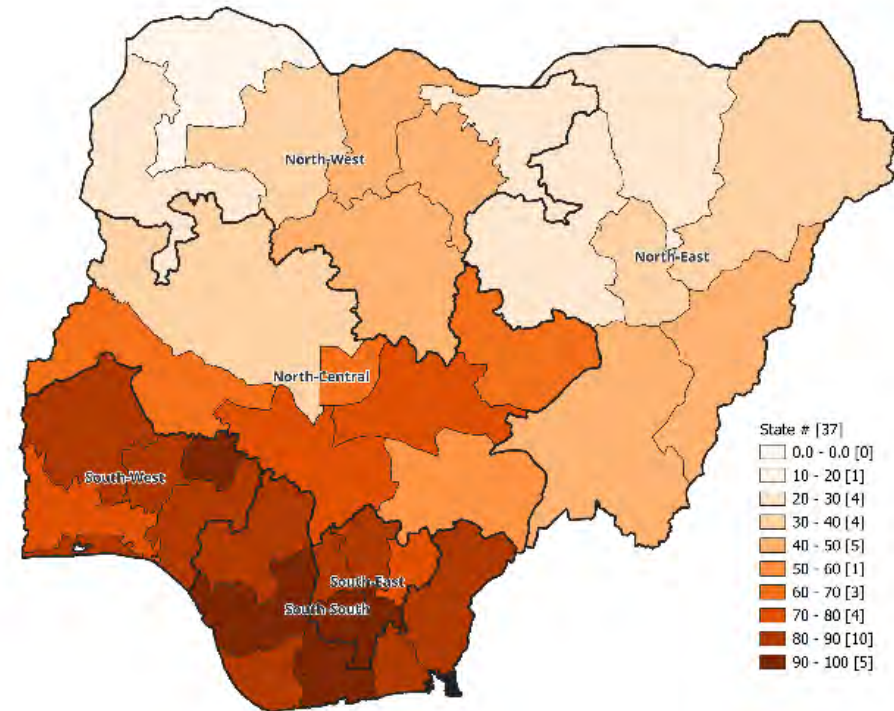 North-West
North-East
North-Central
South-West
South-East
South South
State # [37]
0.0 - 0.0 [0]
10 - 20 [1]
20 - 30 [4]
30 - 40 [4]
40 - 50 [5]
50 - 60 [1]
60 - 70 [3]
70 - 80 [4]
80 - 90 [10]
90 - 100 [5]